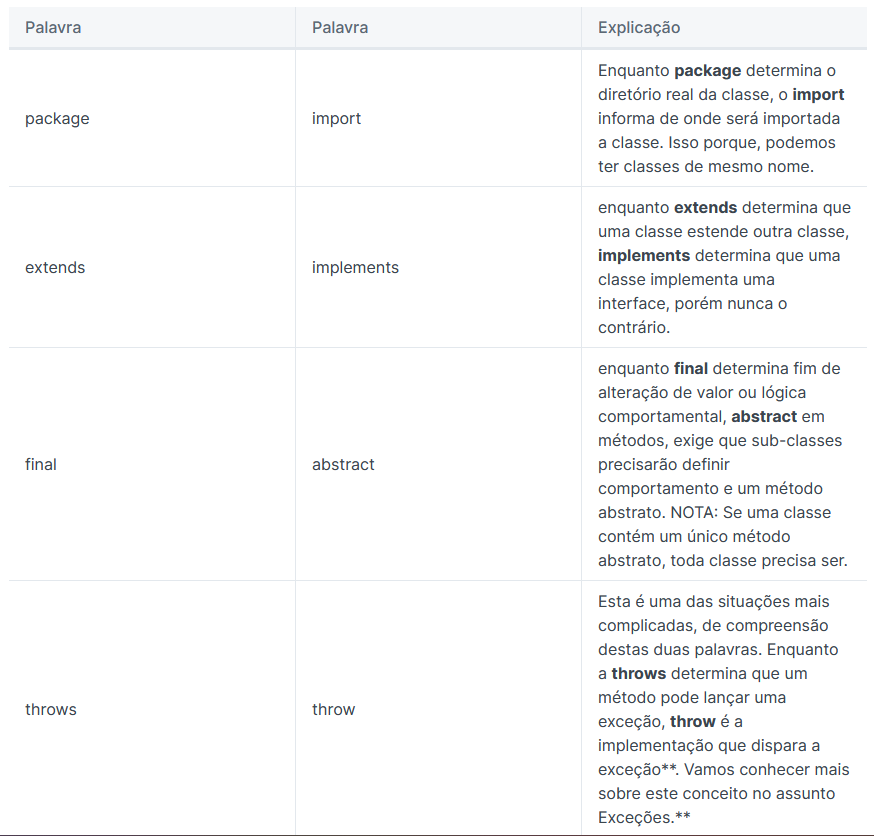 Palavra Palavra Explicação
package import
Enquanto package determina o
diretório real da classe, o import
informa de onde será importada
a classe. Isso porque, podemos
ter classes de mesmo nome.
extends implements
enquanto extends determina que
uma classe estende outra classe,
implements determina que uma
classe implementa uma
interface, porém nunca o
contrário.
final abstract
enquanto final determina fim de
alteração de valor ou lógica
comportamental, abstract em
métodos, exige que sub-classes
precisarão definir
comportamento e um método
abstrato. NOTA: Se uma classe
contém um único método
abstrato, toda classe precisa ser.
throws throw
Esta é uma das situações mais
complicadas, de compreensão
destas duas palavras. Enquanto
a throws determina que um
método pode lançar uma
exceção, throw é a
implementação que dispara a
exceção**. Vamos conhecer mais
sobre este conceito no assunto
Exceções.**